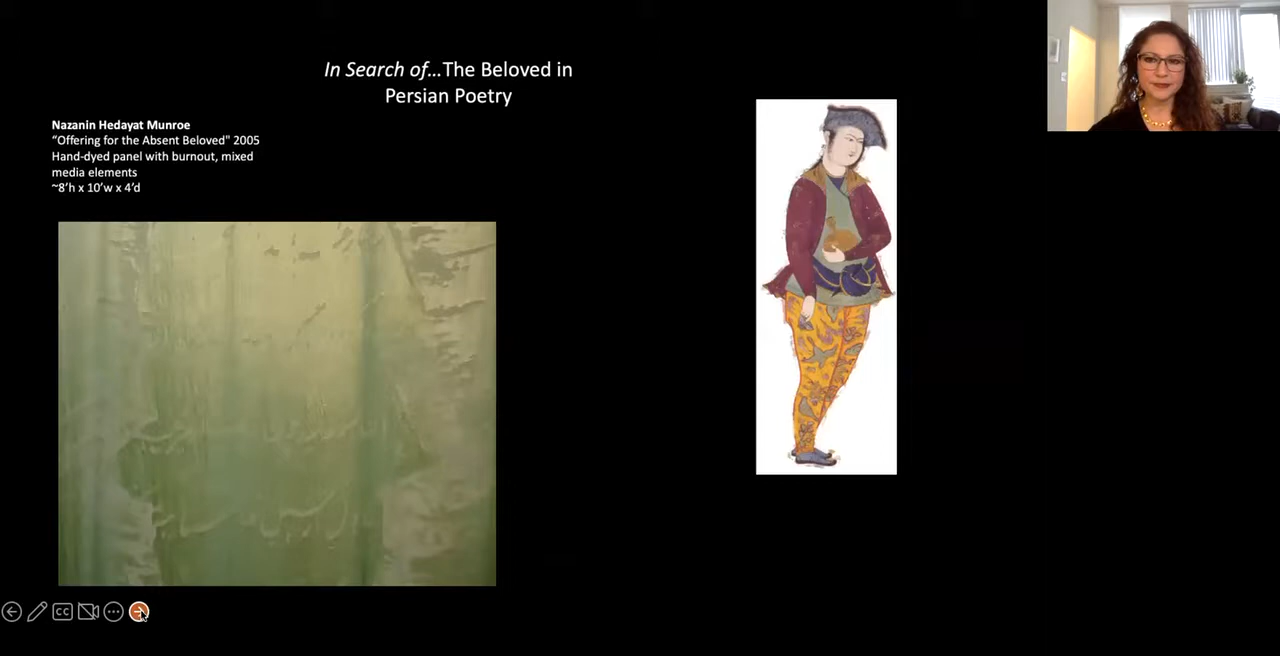 In Search of...The Beloved in
Persian Poetry
Nazanin Hedayat Munroe
“Offering for the Absent Beloved" 2005
Hand-dyed panel with burnout, mixed
media elements
~8’h x 10’w x 4’d
CC